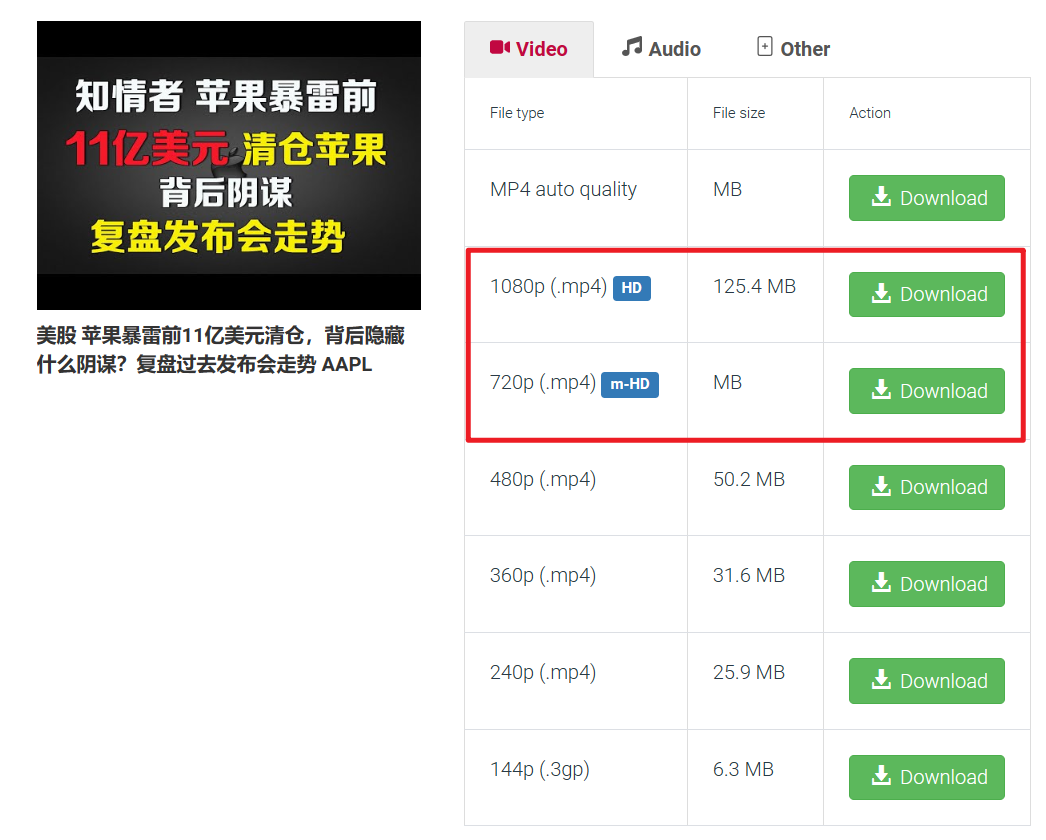 知情者 苹果暴雷前
11亿美元 清仓苹果
背后阴谋
复盘发布会走势
美股 苹果暴雷前11亿美元清仓，背后隐藏
什么阴谋？复盘过去发布会走势 AAPL
Video Audio Other
File type File size Action
MP4 auto quality MB Download
1080p (.mp4) HD 125.4 MB Download
720p (.mp4) m-HD MB Download
480p (.mp4) 50.2 MB Download
360p (.mp4) 31.6 MB Download
240p (.mp4) 25.9 MB Download
144p (.3gp) 6.3 MB Download